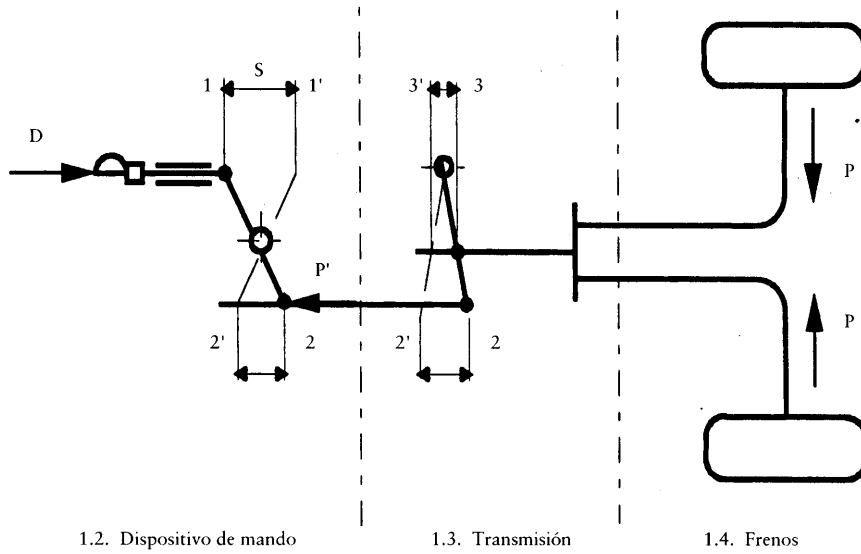 S
1 1' 3' 3
D
P
P'
P
2' 2 2' 2
1.2. Dispositivo de mando 1.3. Transmisión 1.4. Frenos